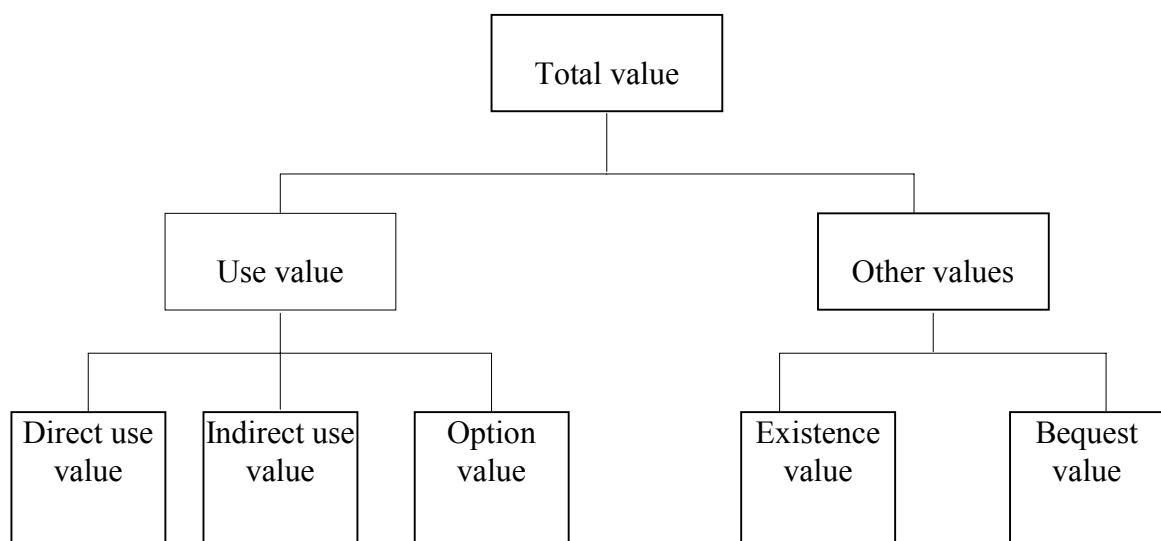 Total value
Use value
Other values
Direct use
value
Indirect use
value
Option
value
Existence
value
Bequest
value